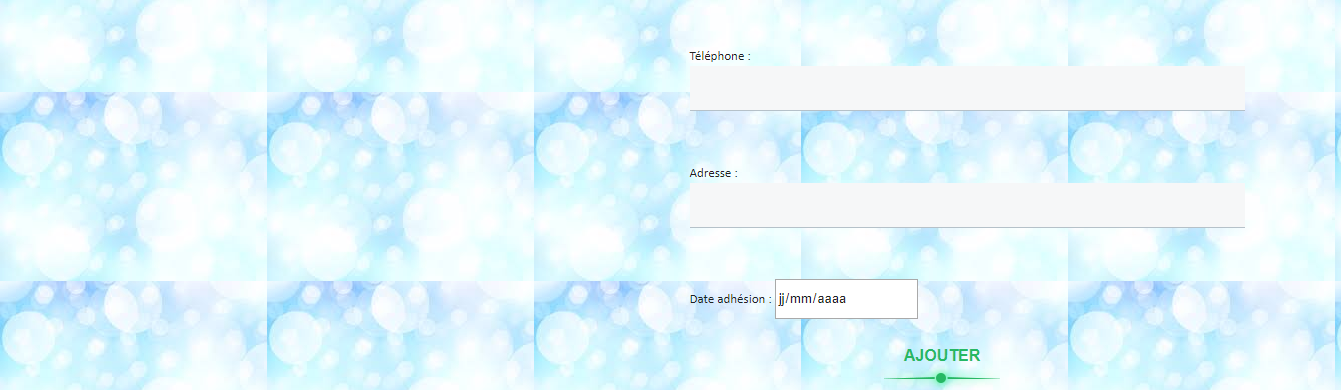 Téléphone :
Adresse :
Date adhésion : jj/mm/aaaa
AJOUTER